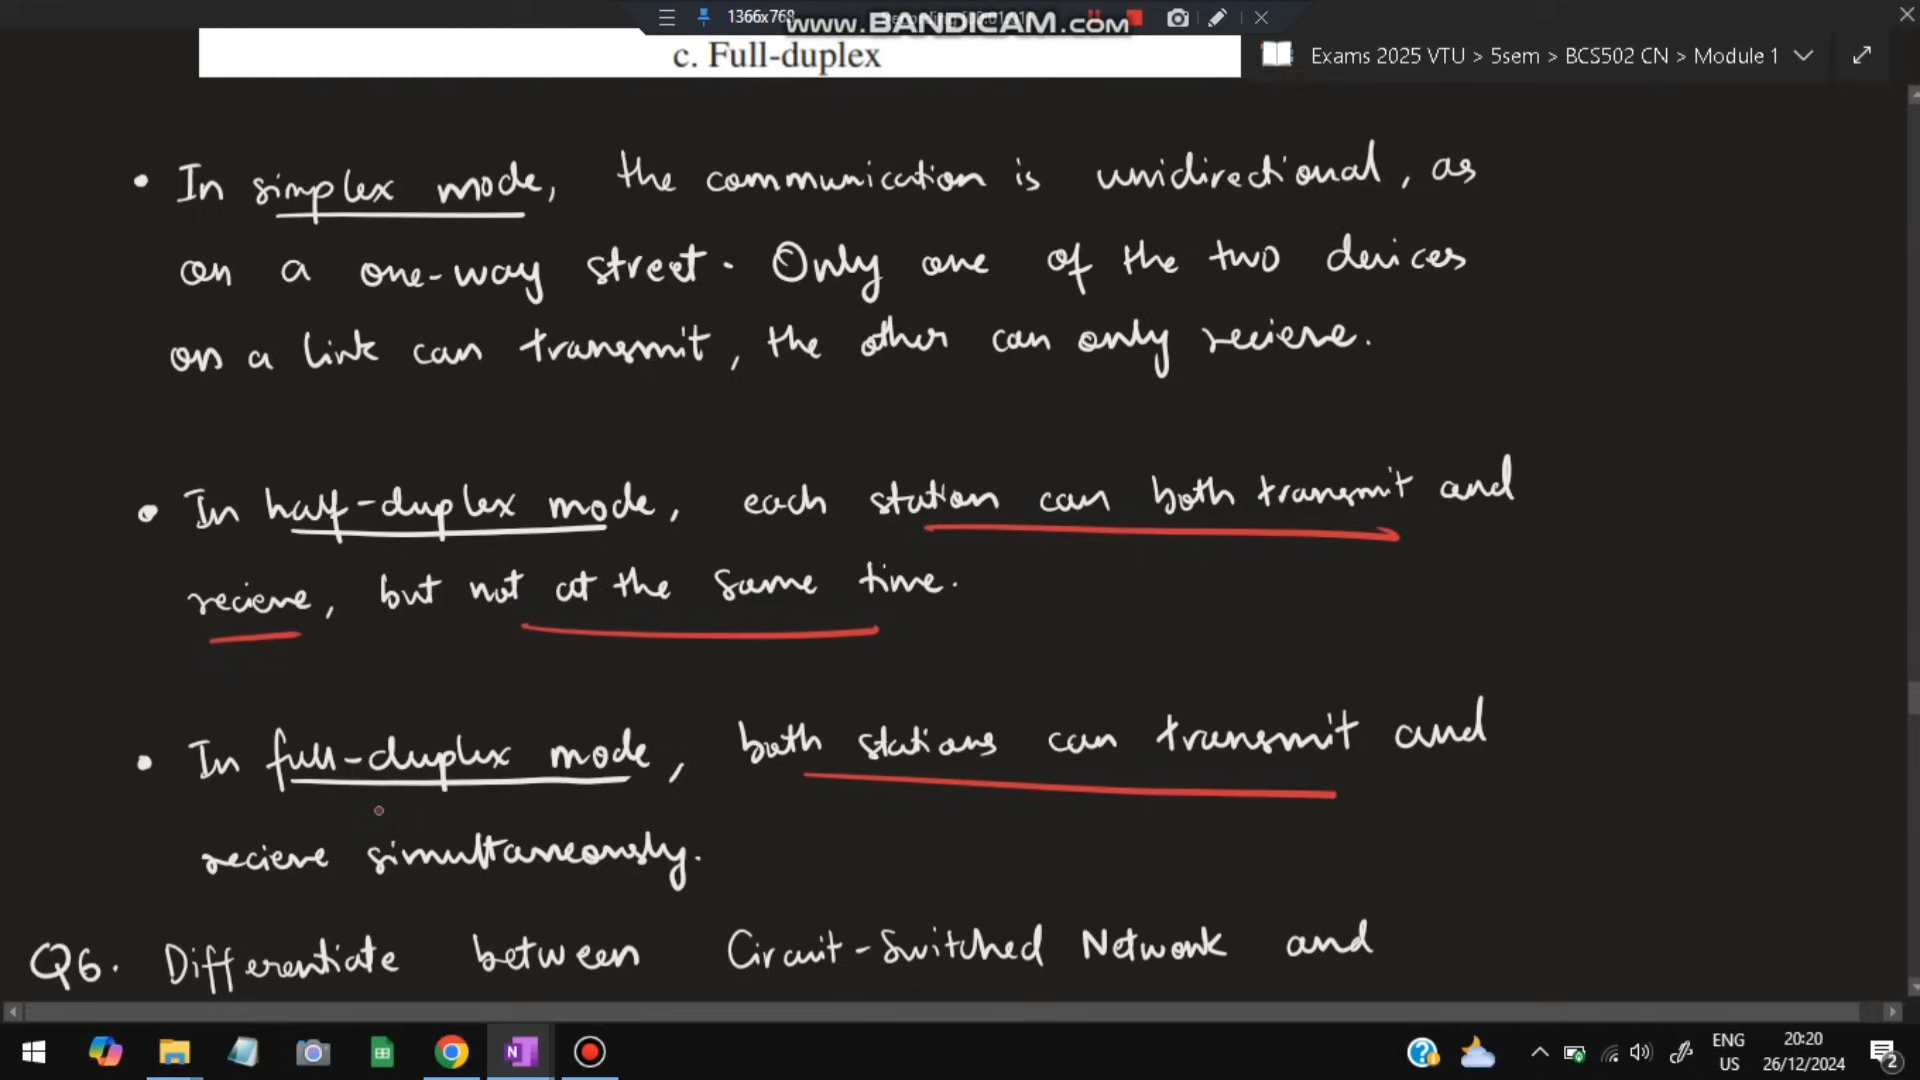 1366x768
www.BANDICAM.com
c. Full-duplex
Exams 2025 VTU > 5sem > BCS502 CN > Module 1
• In simplex mode, the communication is unidirectional, as
on a one-way street. Only one of the two devices
on a link can transmit, the other can only recieve.
• In half-duplex mode, each station can both transmit and
recieve, but not at the same time.
• In full-duplex mode, both stations can transmit and
recieve simultaneously.
Q6. Differentiate between Circuit-Switched Network and
ENG
US
20:20
26/12/2024
2